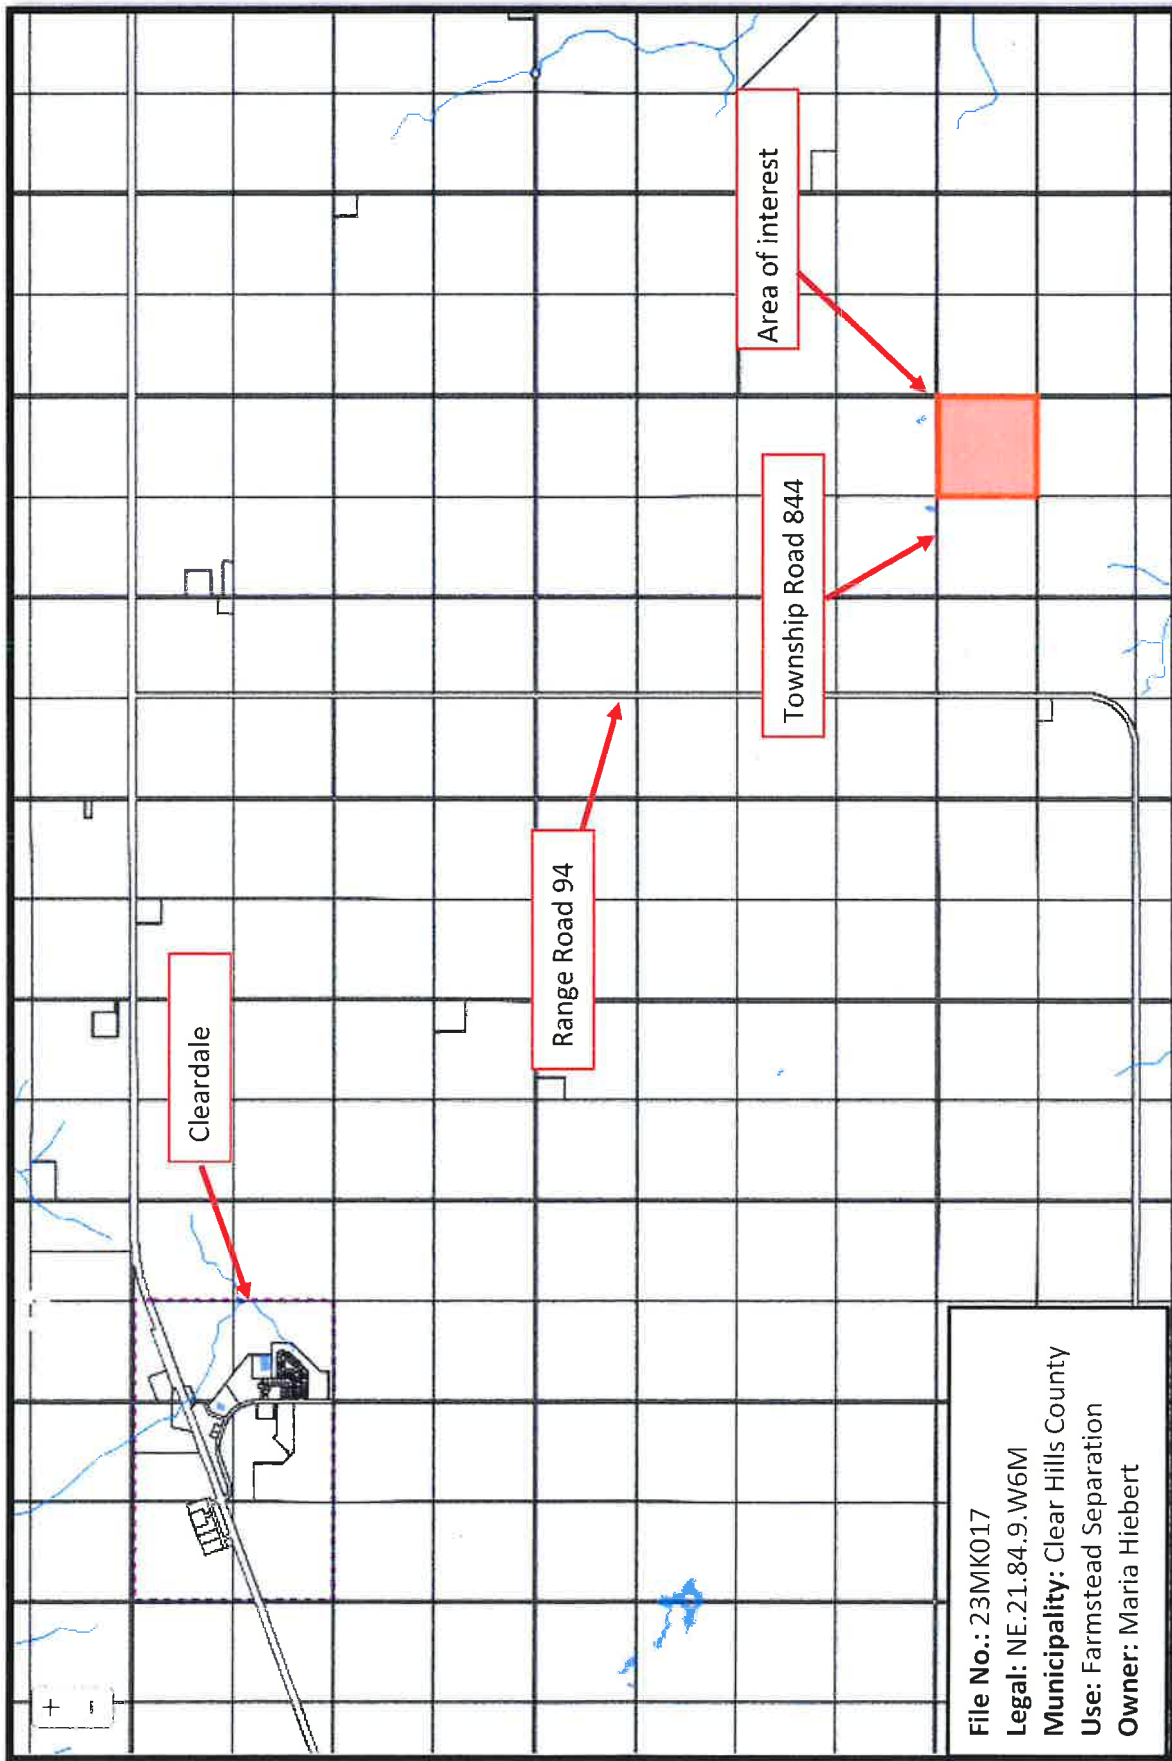 Cleardale
Range Road 94
Township Road 844
Area of interest
File No.: 23MK017
Legal: NE.21.84.9.W6M
Municipality: Clear Hills County
Use: Farmstead Separation
Owner: Maria Hiebert
+
-